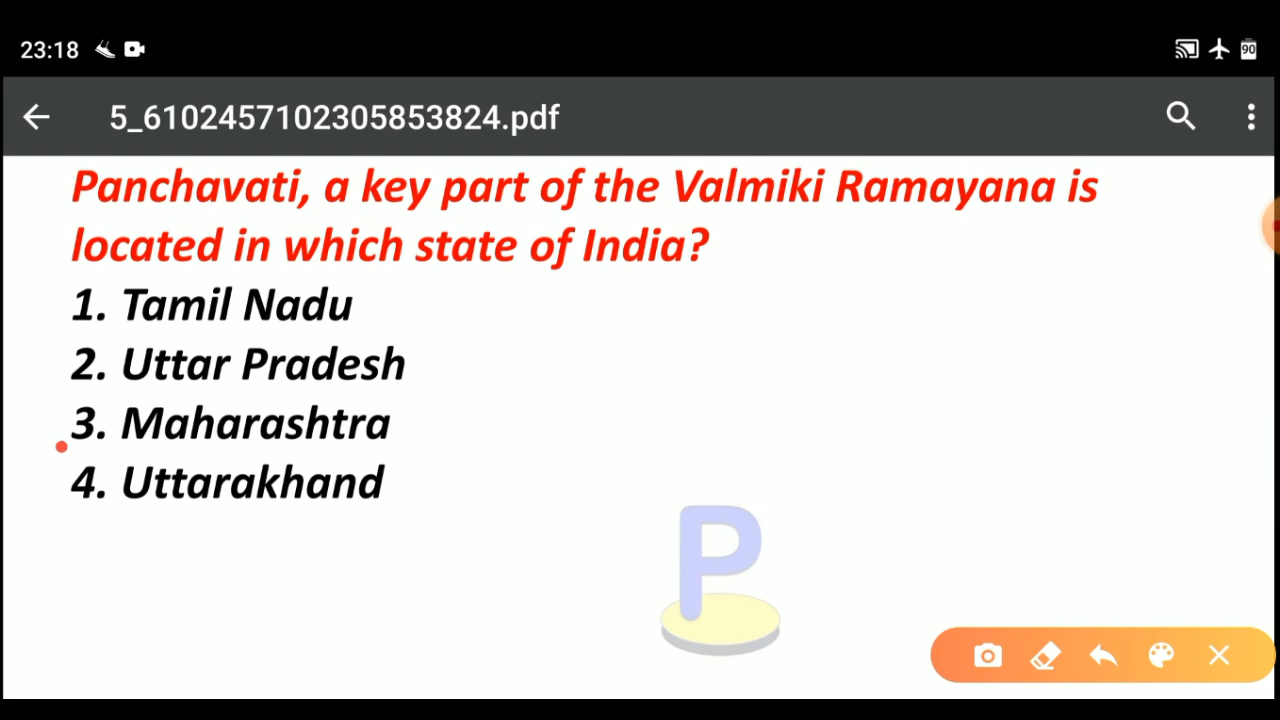 23:18
90
5_6102457102305853824.pdf
Panchavati, a key part of the Valmiki Ramayana is
located in which state of India?
1. Tamil Nadu
2. Uttar Pradesh
3. Maharashtra
4. Uttarakhand
P